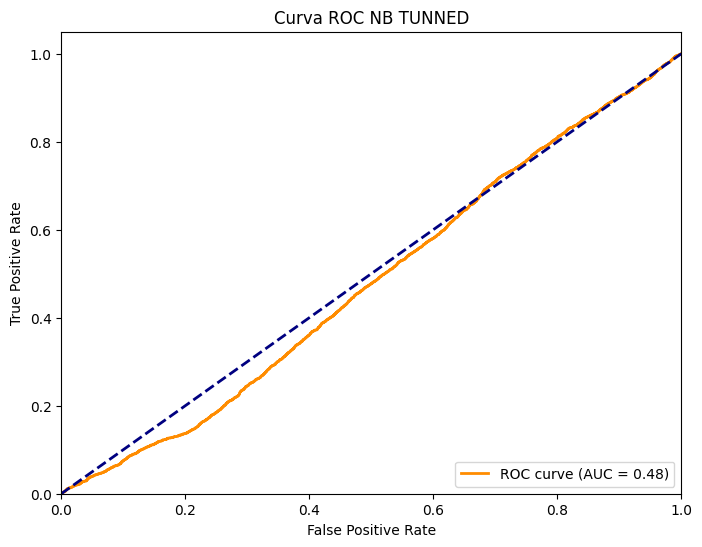 Curva ROC NB TUNNED
True Positive Rate
1.0
0.8
0.6
0.4
0.2
0.0
ROC curve (AUC = 0.48)
0.0 0.2 0.4 0.6 0.8 1.0
False Positive Rate